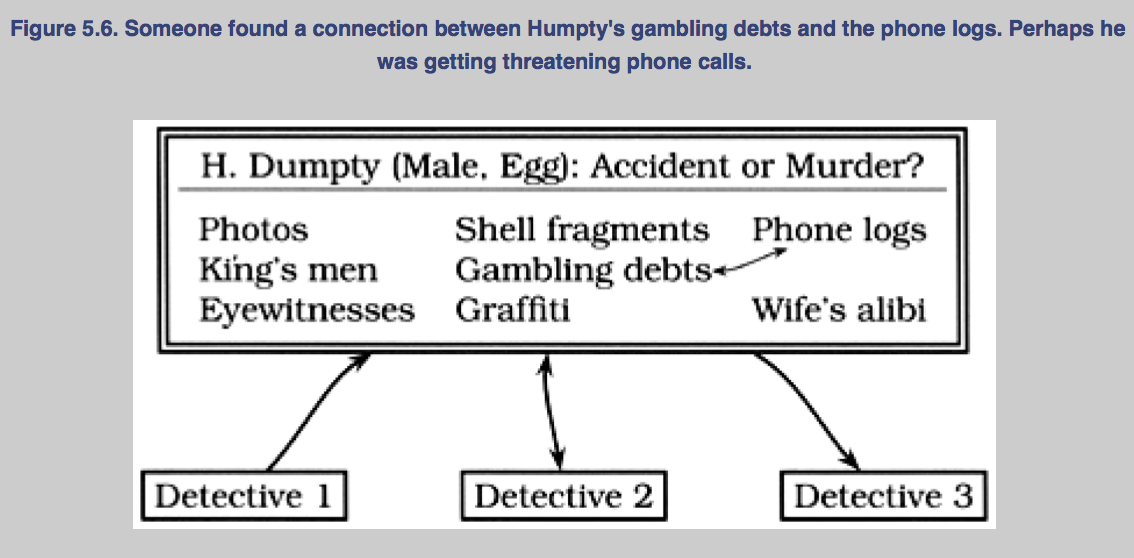 Figure 5.6. Someone found a connection between Humpty's gambling debts and the phone logs. Perhaps he
was getting threatening phone calls.
H. Dumpty (Male, Egg): Accident or Murder?
Photos Shell fragments Phone logs
King's men Gambling debts
Eyewitnesses Graffiti Wife's alibi
Detective 1 Detective 2 Detective 3